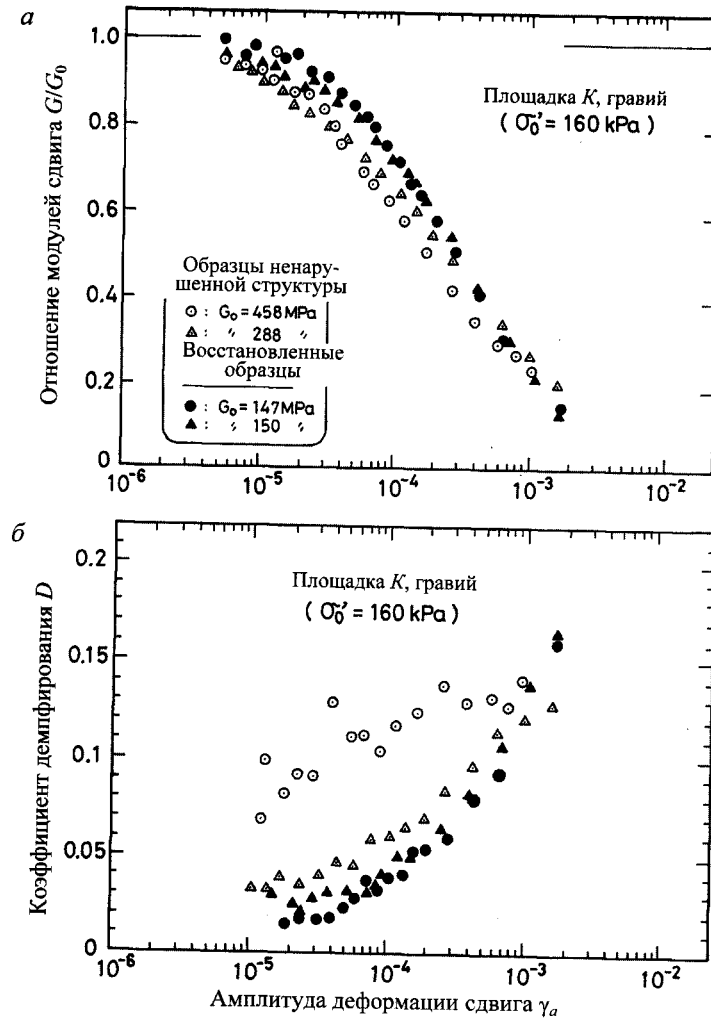 а
Отношение модулей сдвига G/G₀
1.0
0.8
0.6
0.4
0.2
0
Площадка К, гравий
( σ₀' = 160 kPa )
Образцы ненару-
шенной структуры
⊙ : G₀ = 458 MPa
△ : 〃 288 〃
Восстановленные
образцы
● : G₀ = 147 MPa
▲ : 〃 150 〃
10⁻⁶ 10⁻⁵ 10⁻⁴ 10⁻³ 10⁻²
б
Коэффициент демпфирования D
0.2
0.15
0.1
0.05
0
Площадка К, гравий
( σ₀' = 160 kPa )
10⁻⁶ 10⁻⁵ 10⁻⁴ 10⁻³ 10⁻²
Амплитуда деформации сдвига γₐ